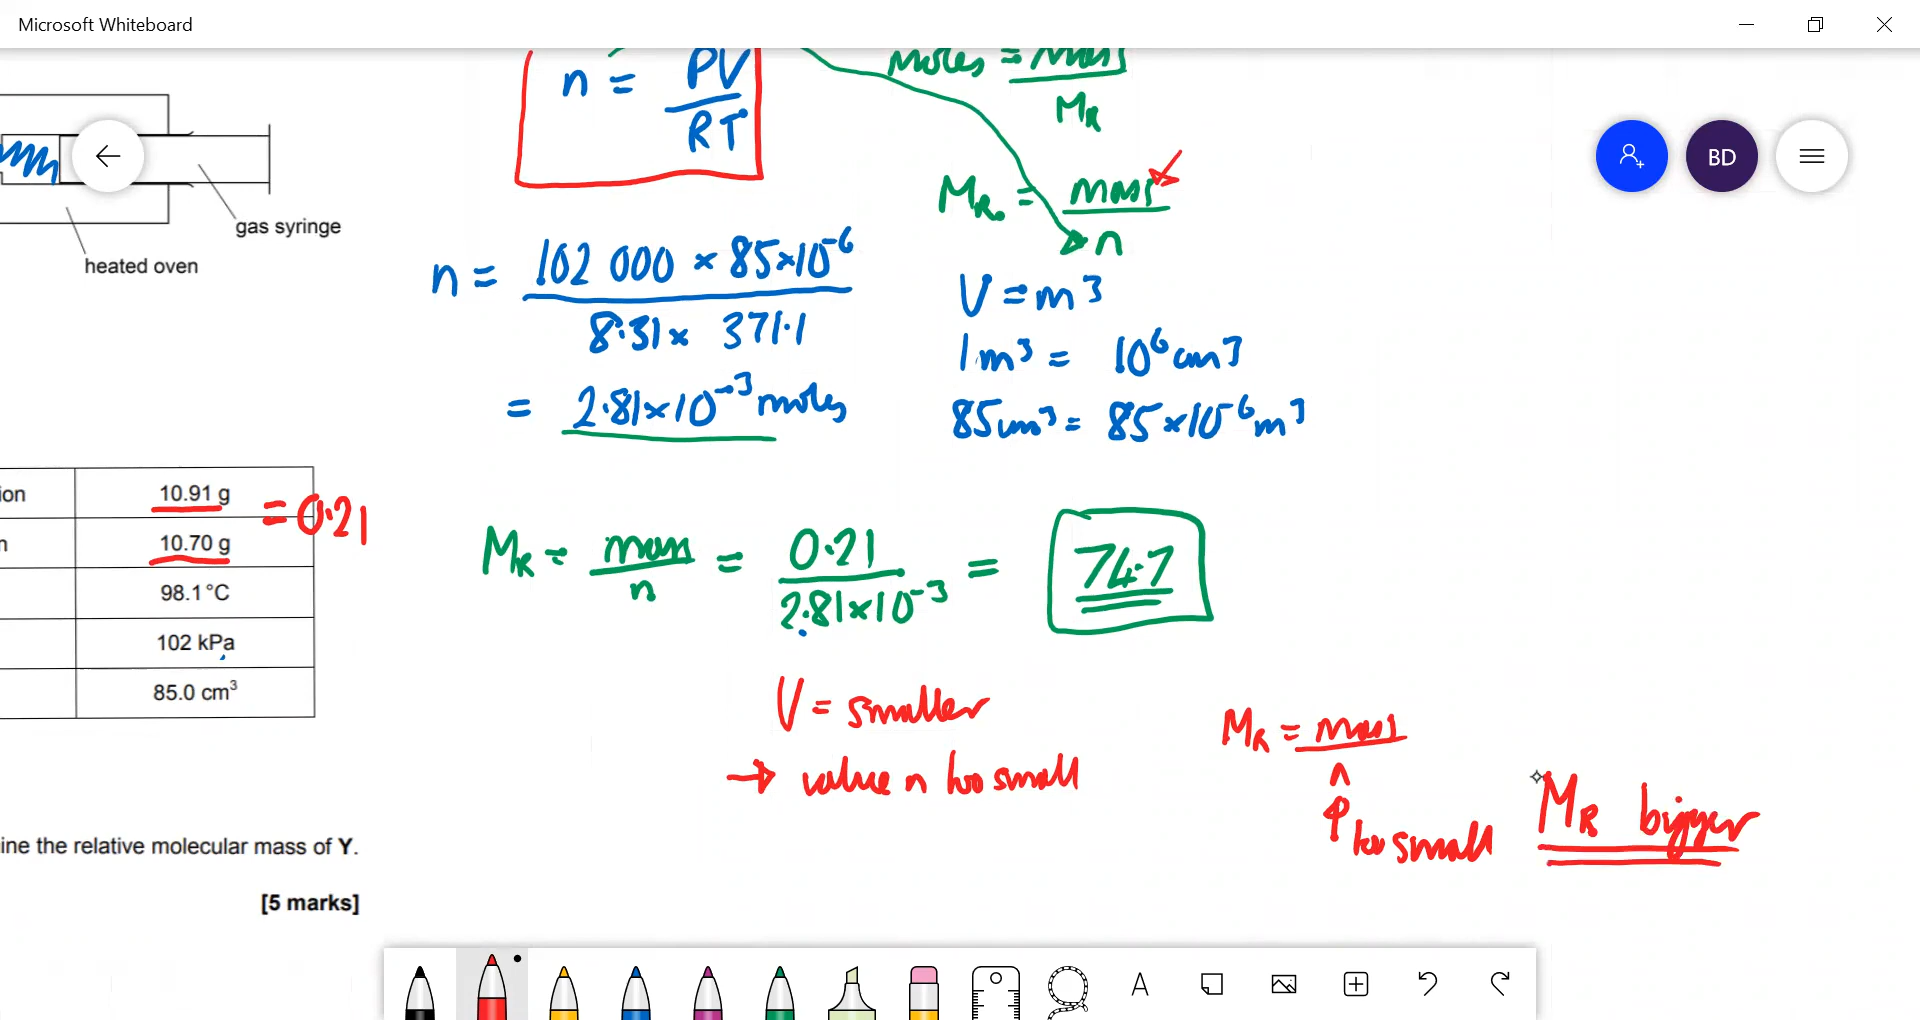 Microsoft Whiteboard
n = PV
RT
Moles = Mass
MR
MR = mass
n
BD
gas syringe
heated oven
n = 102 000 × 85×10⁻⁶
8.31 × 371.1
= 2.81×10⁻³ moles
V = m³
1m³ = 10⁶ cm³
85cm³ = 85×10⁻⁶m³
ion
10.91 g
= 0.21
n
10.70 g
98.1 °C
102 kPa
85.0 cm³
MR = mass = 0.21 = 74.7
n 2.81×10⁻³
V = smaller
→ value n too small
MR = mass
n
too small
MR bigger
ine the relative molecular mass of Y.
[5 marks]
A